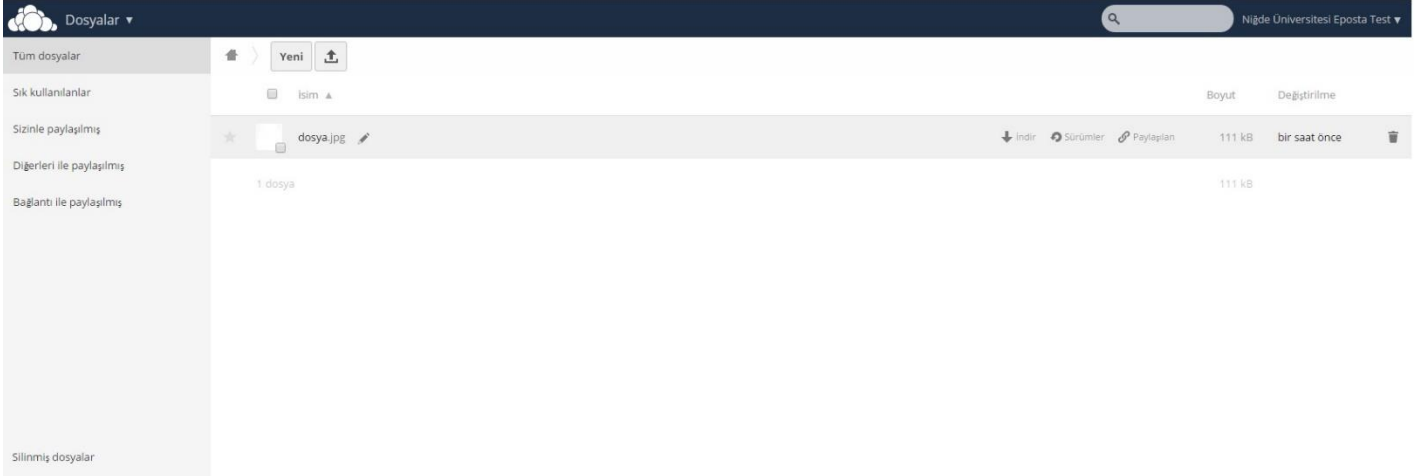 Dosyalar ▼
Niğde Üniversitesi Eposta Test ▼
Tüm dosyalar
Yeni
Sık kullanılanlar
İsim ▲ Boyut Değiştirilme
Sizinle paylaşılmış
dosya.jpg İndir Sürümler Paylaşılan 111 kB bir saat önce
Diğerleri ile paylaşılmış
1 dosya 111 kB
Bağlantı ile paylaşılmış
Silinmiş dosyalar